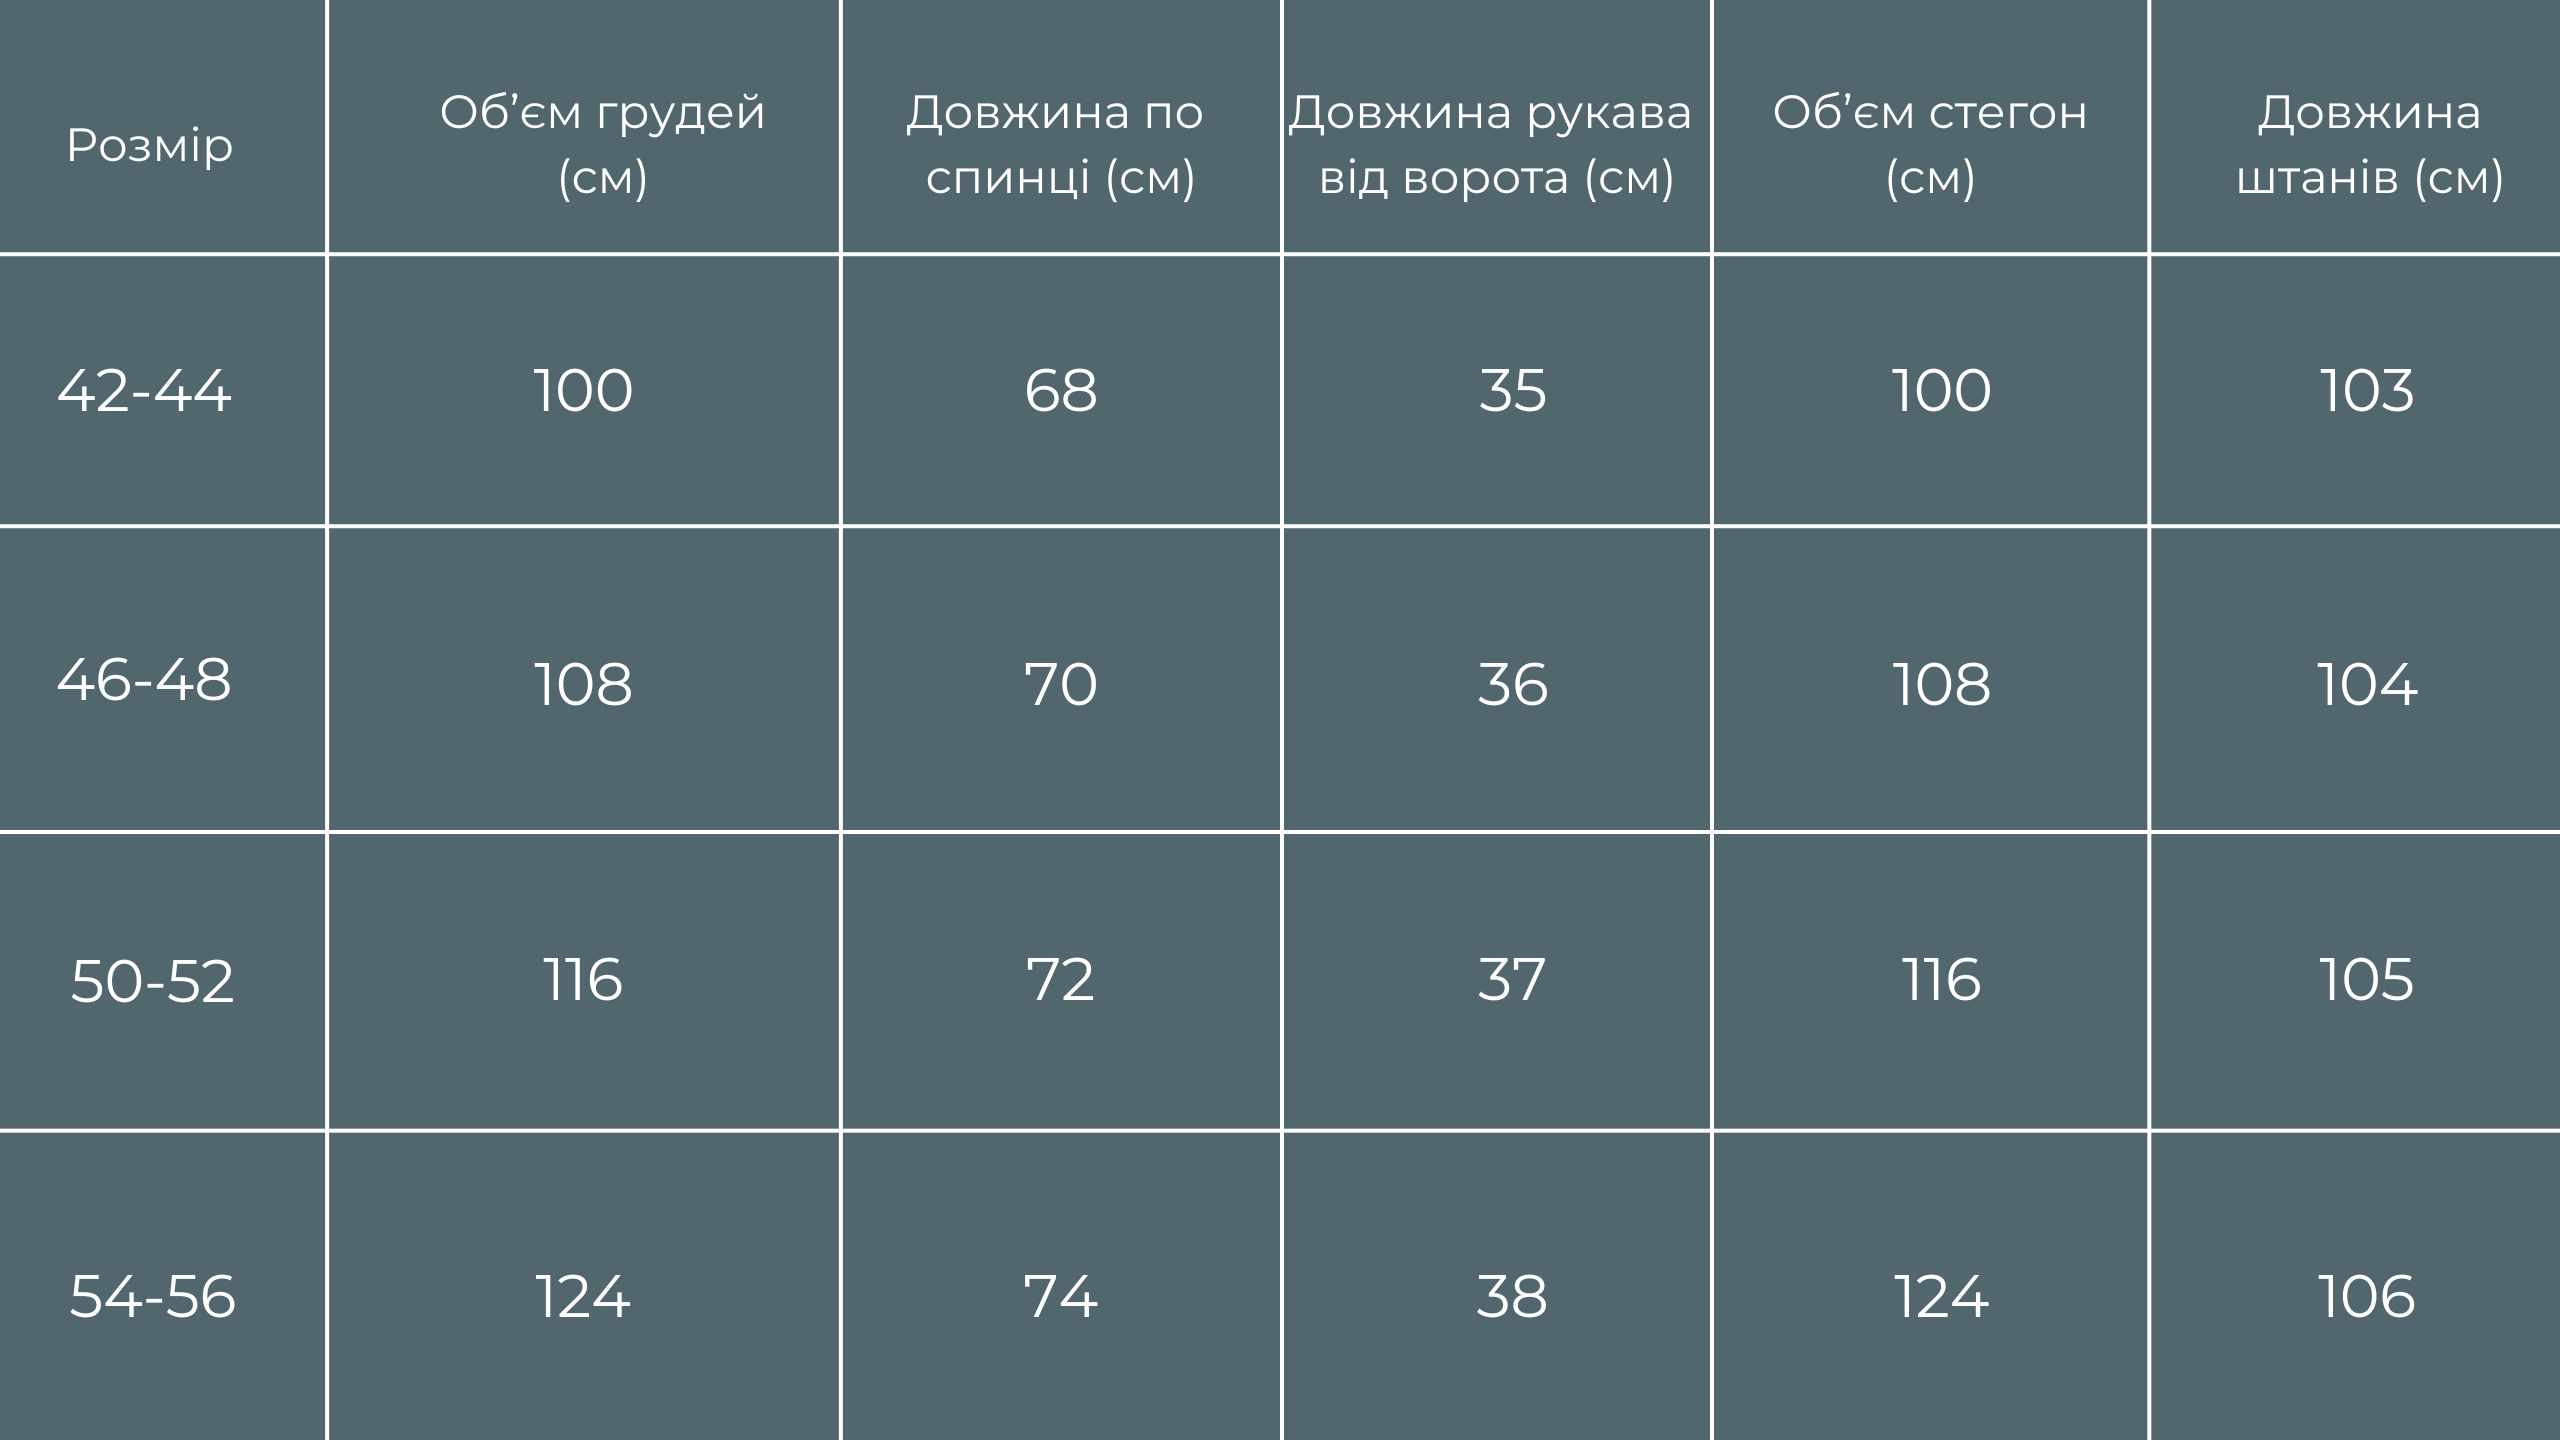 Розмір
Об’єм грудей
(см)
Довжина по
спинці (см)
Довжина рукава
від ворота (см)
Об’єм стегон
(см)
Довжина
штанів (см)
42-44 100 68 35 100 103
46-48 108 70 36 108 104
50-52 116 72 37 116 105
54-56 124 74 38 124 106